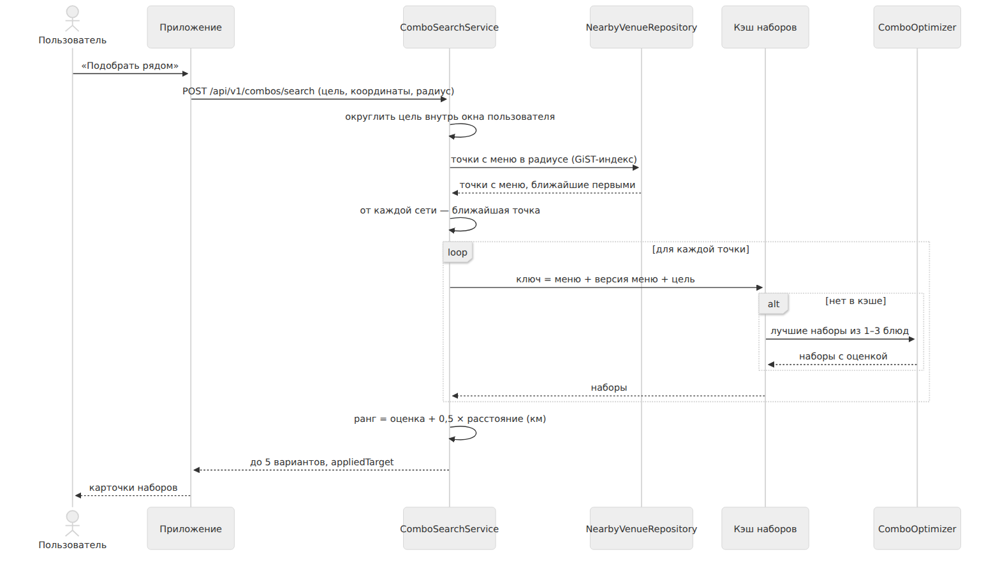 Пользователь
Приложение
ComboSearchService
NearbyVenueRepository
Кэш наборов
ComboOptimizer
«Подобрать рядом»
POST /api/v1/combos/search (цель, координаты, радиус)
округлить цель внутрь окна пользователя
точки с меню в радиусе (GiST-индекс)
точки с меню, ближайшие первыми
от каждой сети — ближайшая точка
loop
[для каждой точки]
ключ = меню + версия меню + цель
alt
[нет в кэше]
лучшие наборы из 1–3 блюд
наборы с оценкой
наборы
ранг = оценка + 0,5 × расстояние (км)
до 5 вариантов, appliedTarget
карточки наборов
Пользователь
Приложение
ComboSearchService
NearbyVenueRepository
Кэш наборов
ComboOptimizer